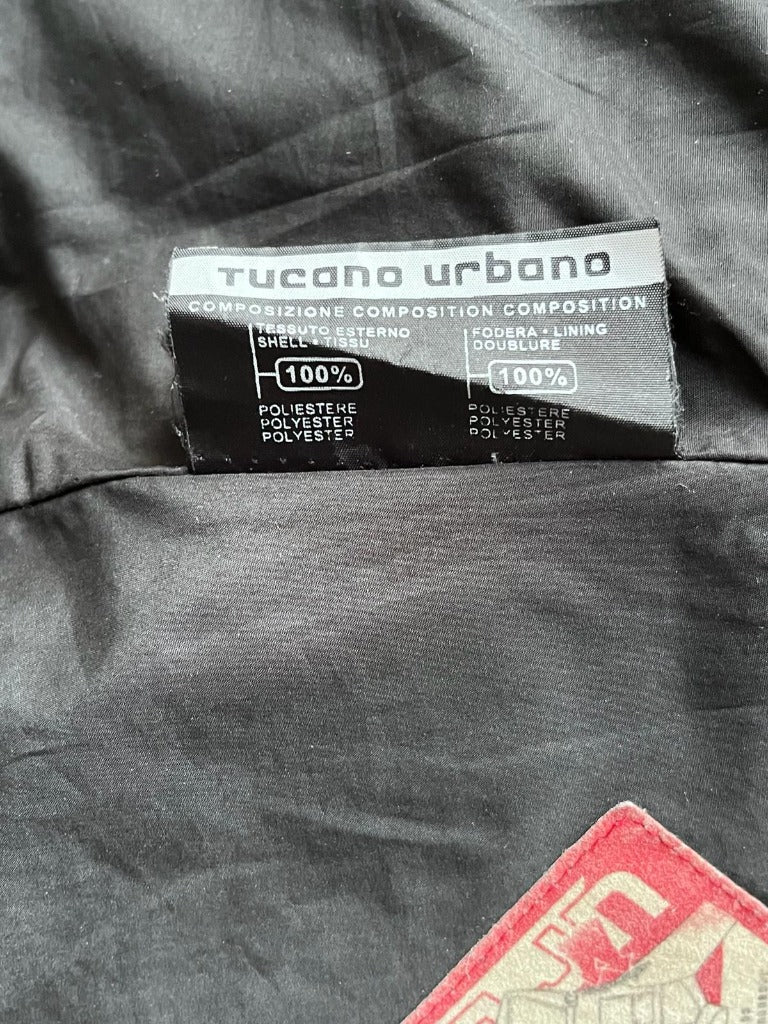 Tucano urbano
COMPOSIZIONE COMPOSITION COMPOSITION
TESSUTO ESTERNO
SHELL • TISSU
100%
POLIESTERE
POLYESTER
POLYESTER
FODERA • LINING
DOUBLURE
100%
POLIESTERE
POLYESTER
POLYESTER